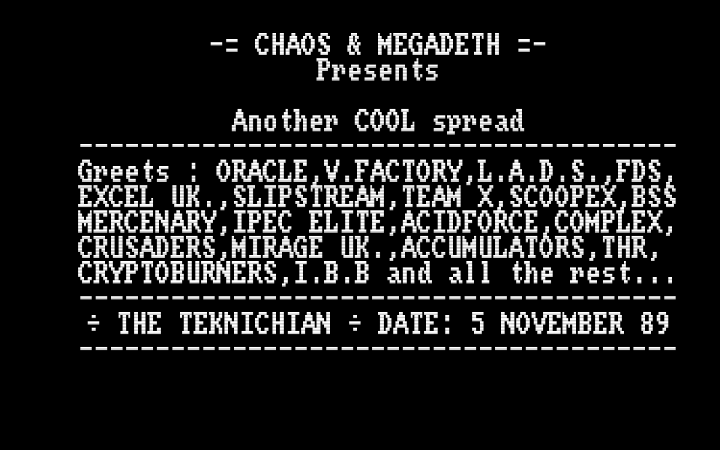 -= CHAOS & MEGADETH =-
Presents
Another COOL spread
---------------------------------------
Greets : ORACLE,V.FACTORY,L.A.D.S.,FDS,
EXCEL UK.,SLIPSTREAM,TEAM X,SCOOPEX,BSS
MERCENARY,IPEC ELITE,ACIDFORCE,COMPLEX,
CRUSADERS,MIRAGE UK.,ACCUMULATORS,THR,
CRYPTOBURNERS,I.B.B and all the rest...
---------------------------------------
÷ THE TEKNICHIAN ÷ DATE: 5 NOVEMBER 89
---------------------------------------